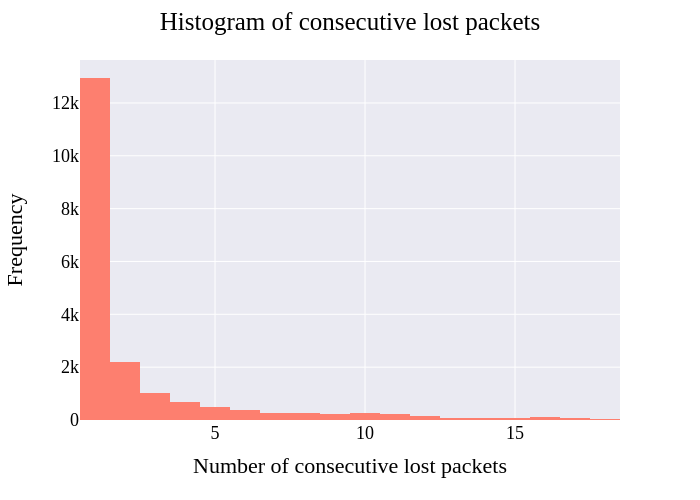 Histogram of consecutive lost packets
Frequency
12k
10k
8k
6k
4k
2k
0
5 10 15
Number of consecutive lost packets